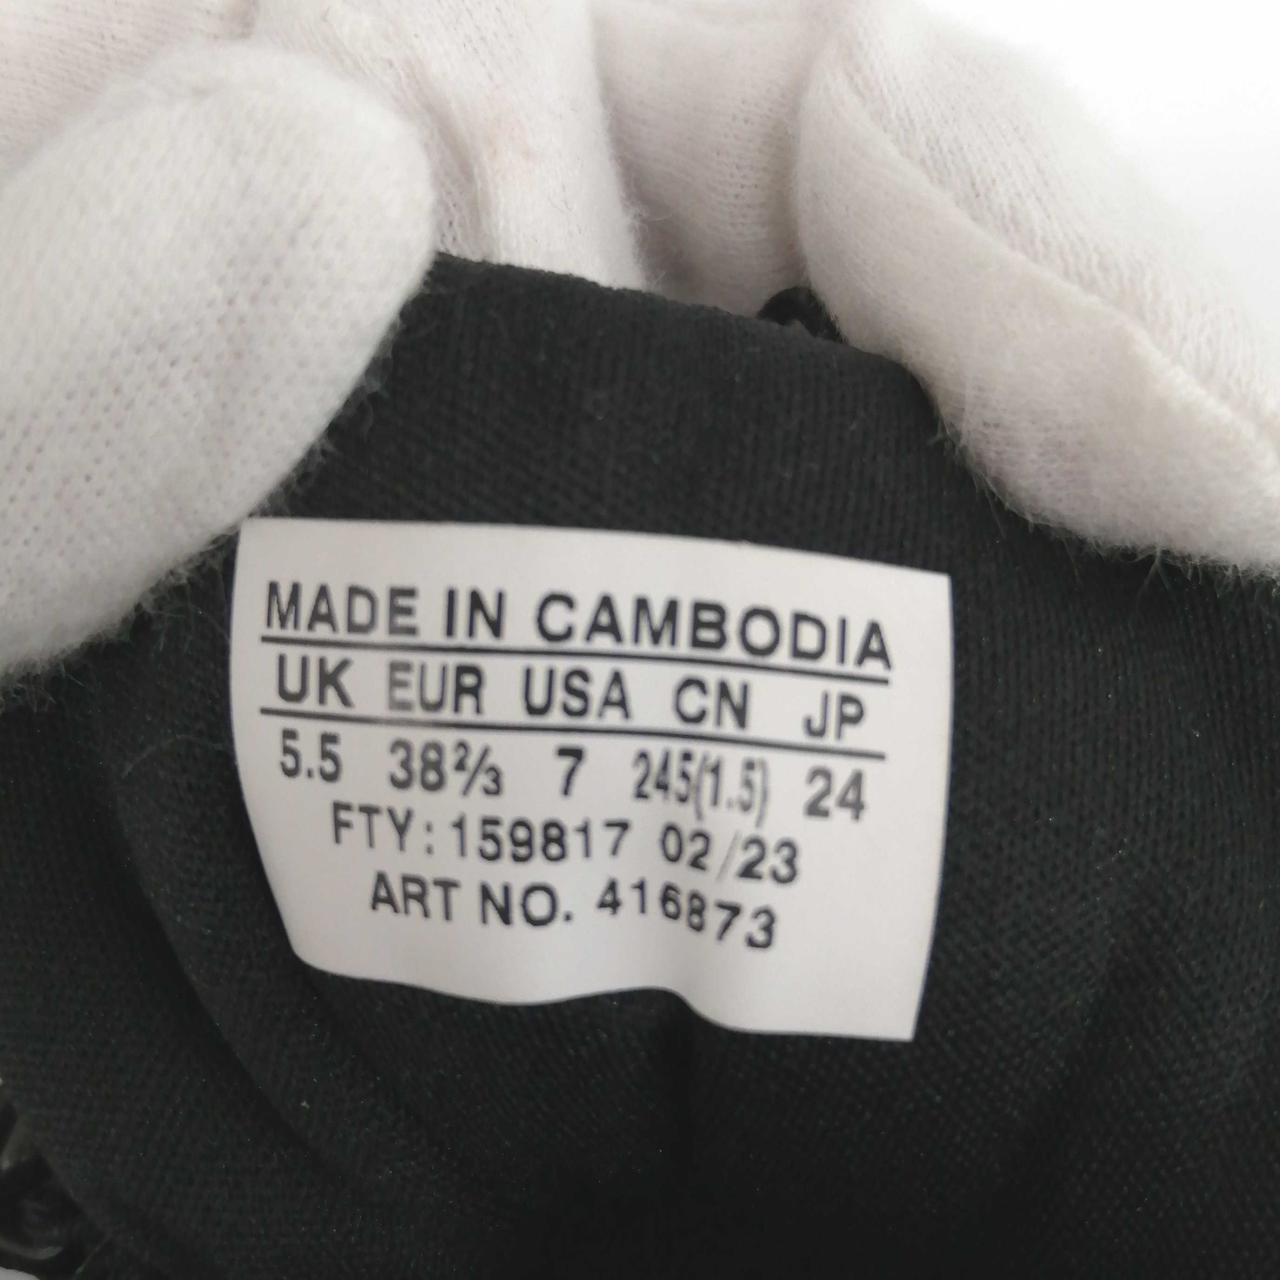 MADE IN CAMBODIA
UK EUR USA CN JP
5.5 38⅔ 7 245(1.5) 24
FTY: 159817 02/23
ART NO. 416873